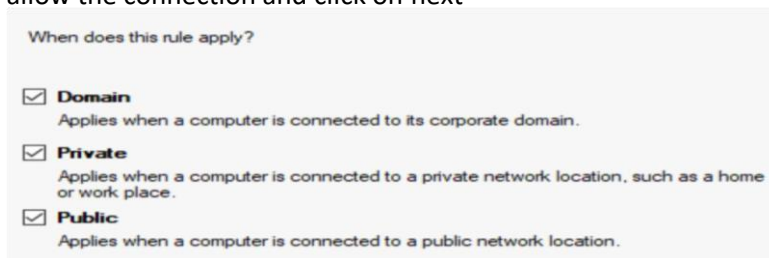 allow the connection and click on next
When does this rule apply?
Domain
Applies when a computer is connected to its corporate domain.
Private
Applies when a computer is connected to a private network location, such as a home
or work place.
Public
Applies when a computer is connected to a public network location.